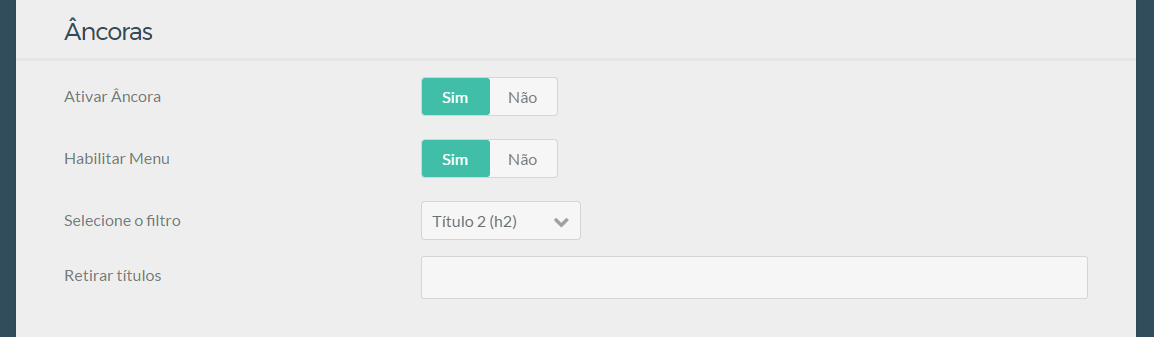 Âncoras
Ativar Âncora Sim Não
Habilitar Menu Sim Não
Selecione o filtro Título 2 (h2)
Retirar títulos